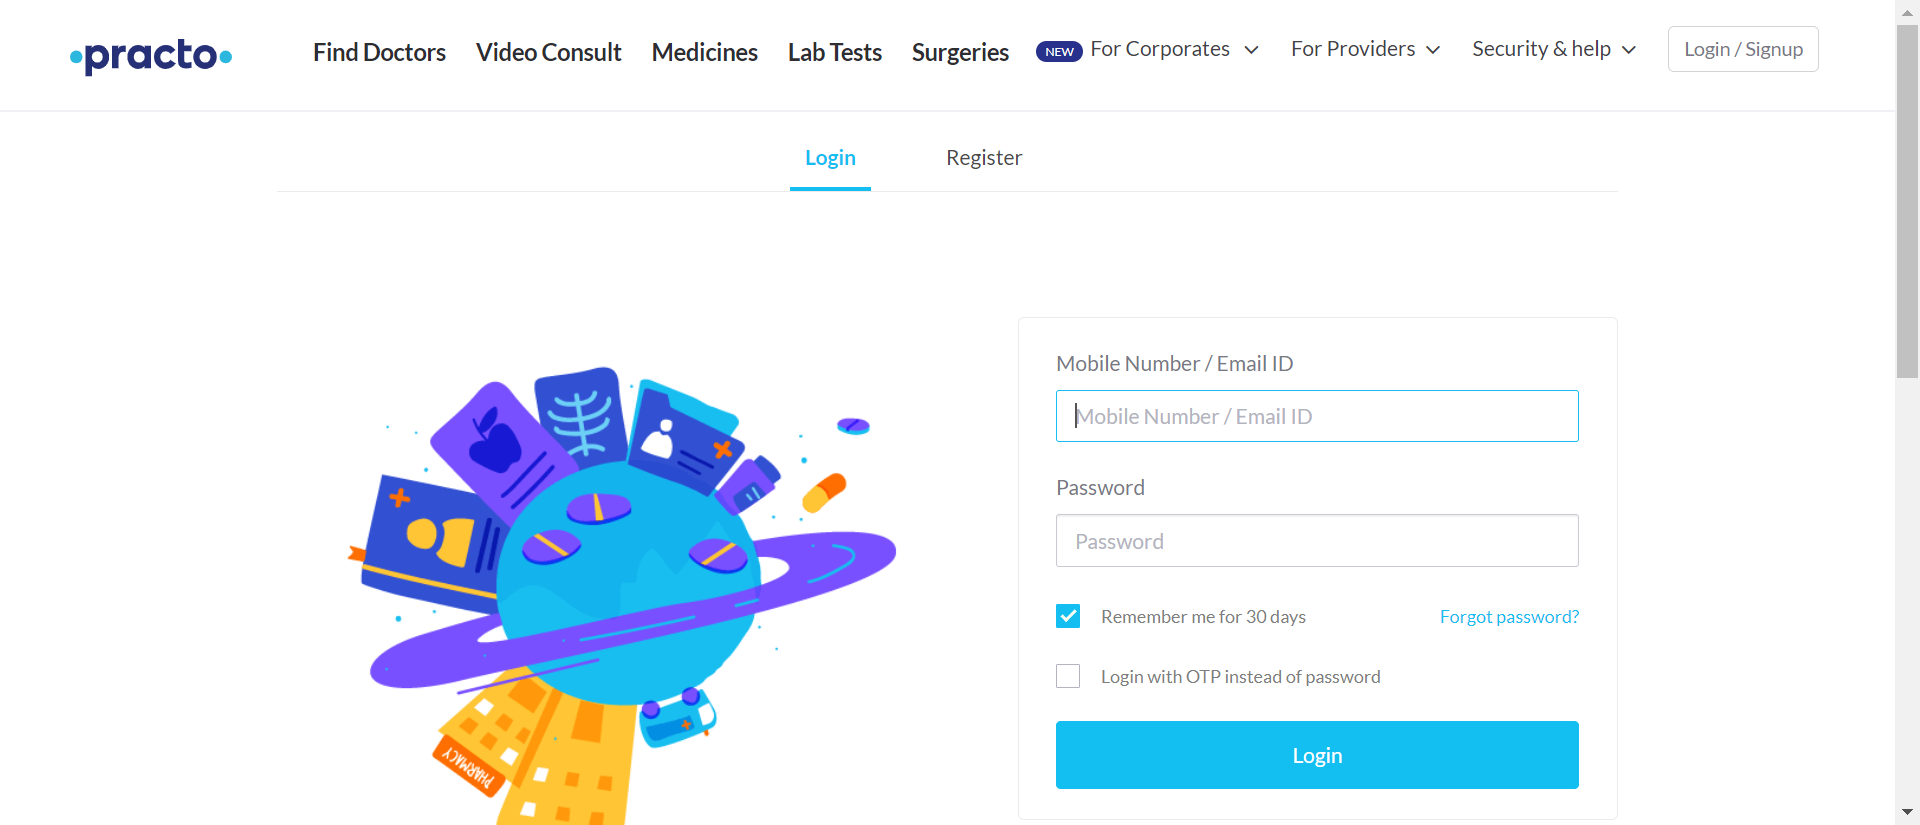 practo
Find Doctors Video Consult Medicines Lab Tests Surgeries NEW For Corporates For Providers Security & help Login / Signup
Login Register
Mobile Number / Email ID
Mobile Number / Email ID
Password
Password
Remember me for 30 days Forgot password?
Login with OTP instead of password
Login
PHARMACY